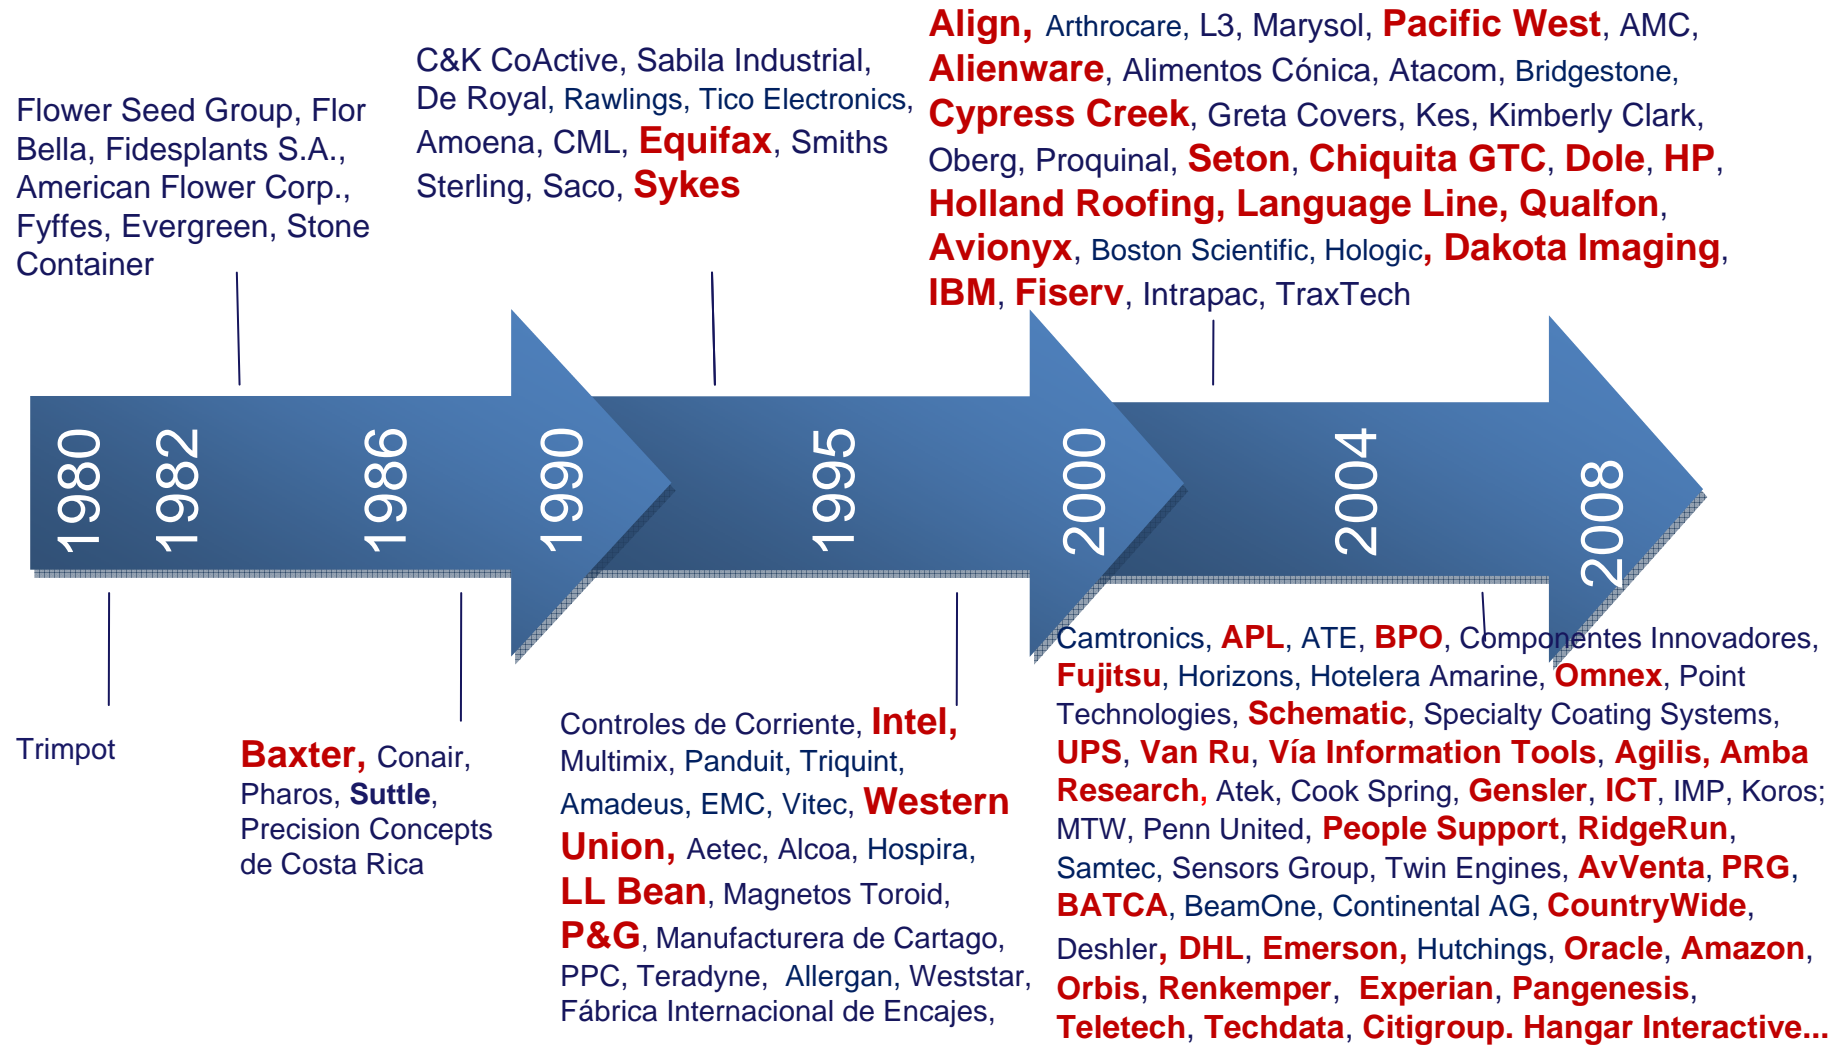 Flower Seed Group, Flor
Bella, Fidesplants S.A.,
American Flower Corp.,
Fyffes, Evergreen, Stone
Container
C&K CoActive, Sabila Industrial,
De Royal, Rawlings, Tico Electronics,
Amoena, CML, Equifax, Smiths
Sterling, Saco, Sykes
Align, Arthrocare, L3, Marysol, Pacific West, AMC,
Alienware, Alimentos Cónica, Atacom, Bridgestone,
Cypress Creek, Greta Covers, Kes, Kimberly Clark,
Oberg, Proquinal, Seton, Chiquita GTC, Dole, HP,
Holland Roofing, Language Line, Qualfon,
Avionyx, Boston Scientific, Hologic, Dakota Imaging,
IBM, Fiserv, Intrapac, TraxTech
1980
1982
1986
1990
1995
2000
2004
2008
Trimpot
Baxter, Conair,
Pharos, Suttle,
Precision Concepts
de Costa Rica
Controles de Corriente, Intel,
Multimix, Panduit, Triquint,
Amadeus, EMC, Vitec, Western
Union, Aetec, Alcoa, Hospira,
LL Bean, Magnetos Toroid,
P&G, Manufacturera de Cartago,
PPC, Teradyne, Allergan, Weststar,
Fábrica Internacional de Encajes,
Camtronics, APL, ATE, BPO, Componentes Innovadores,
Fujitsu, Horizons, Hotelera Amarine, Omnex, Point
Technologies, Schematic, Specialty Coating Systems,
UPS, Van Ru, Vía Information Tools, Agilis, Amba
Research, Atek, Cook Spring, Gensler, ICT, IMP, Koros;
MTW, Penn United, People Support, RidgeRun,
Samtec, Sensors Group, Twin Engines, AvVenta, PRG,
BATCA, BeamOne, Continental AG, CountryWide,
Deshler, DHL, Emerson, Hutchings, Oracle, Amazon,
Orbis, Renkemper, Experian, Pangenesis,
Teletech, Techdata, Citigroup. Hangar Interactive...